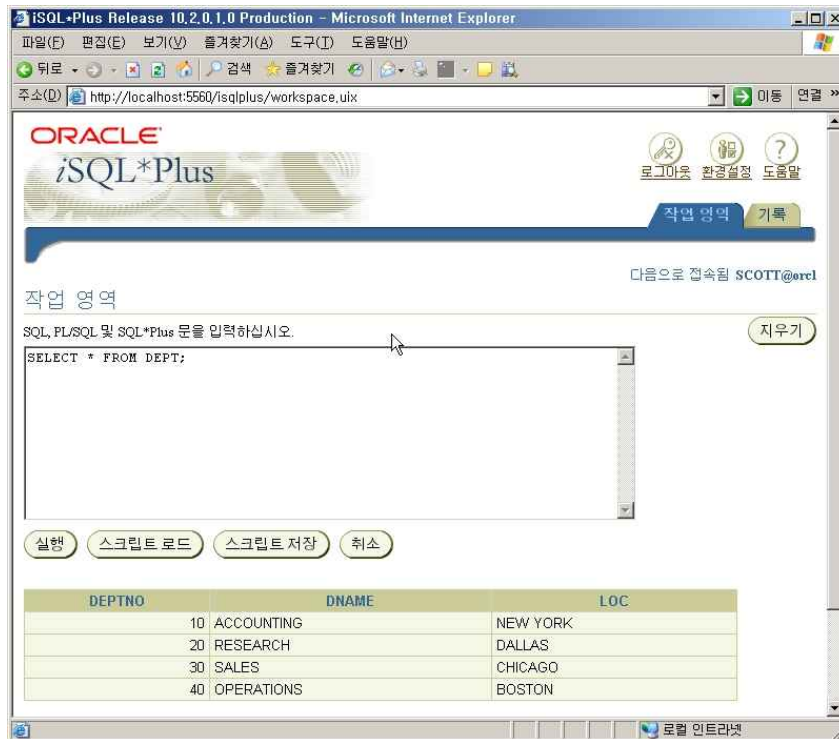 iSQL*Plus Release 10,2,0,1,0 Production - Microsoft Internet Explorer
파일(F) 편집(E) 보기(V) 즐겨찾기(A) 도구(T) 도움말(H)
뒤로 검색 즐겨찾기
주소(D) http://localhost:5560/isqlplus/workspace,uix 이동 연결 »
ORACLE
iSQL*Plus
로그아웃 환경설정 도움말
작업 영역 기록
다음으로 접속됨 SCOTT@orcl
작업 영역
SQL, PL/SQL 및 SQL*Plus 문을 입력하십시오.
지우기
SELECT * FROM DEPT;
실행 스크립트 로드 스크립트 저장 취소
DEPTNO DNAME LOC
10 ACCOUNTING NEW YORK
20 RESEARCH DALLAS
30 SALES CHICAGO
40 OPERATIONS BOSTON
로컬 인트라넷